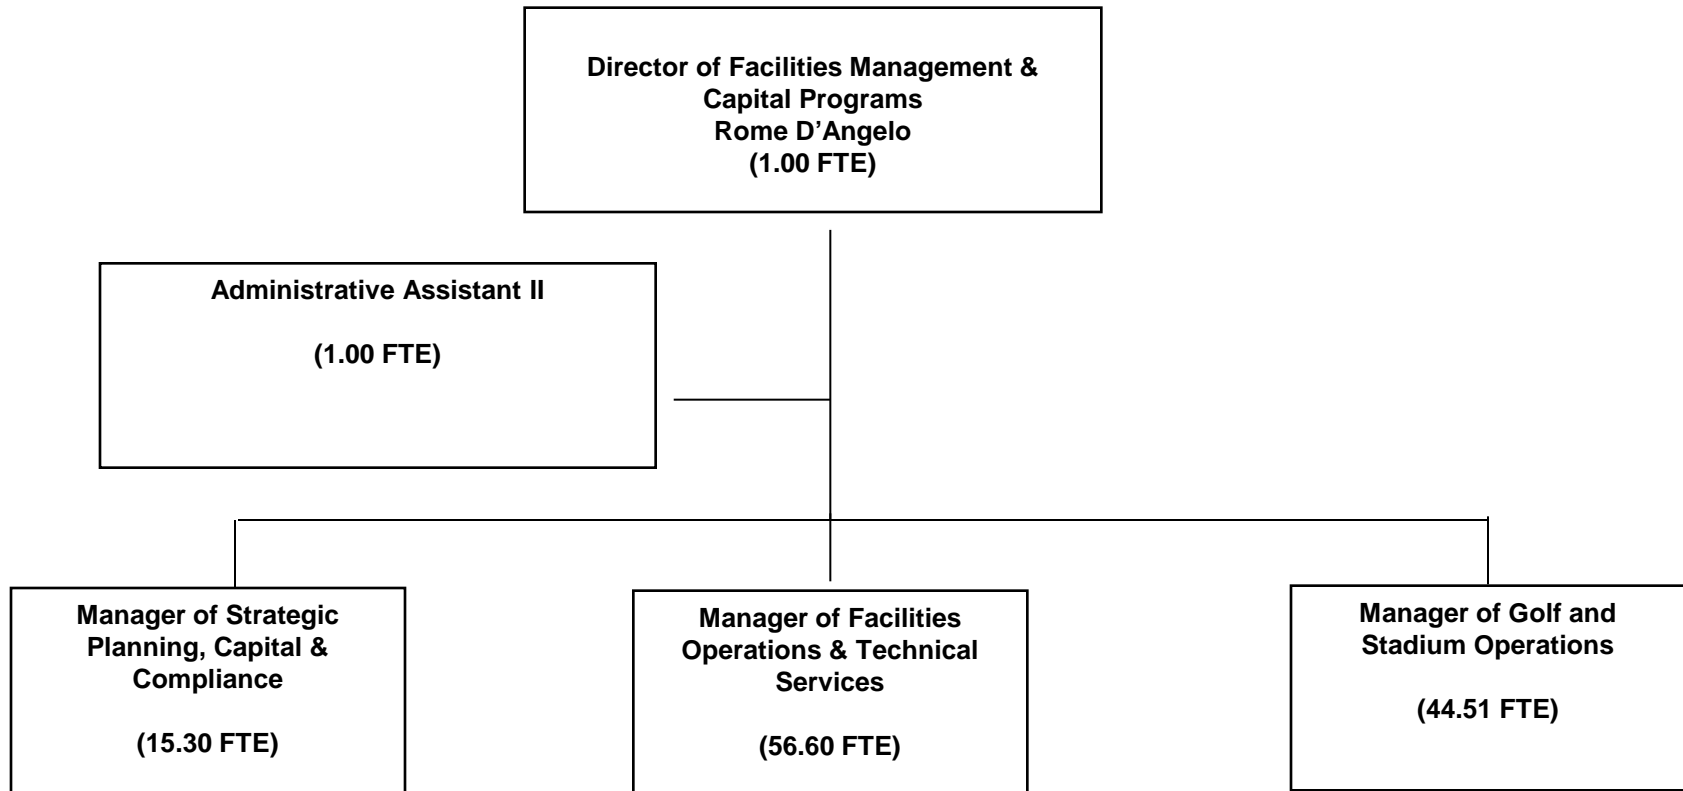 Director of Facilities Management &
Capital Programs
Rome D’Angelo
(1.00 FTE)
Administrative Assistant II
(1.00 FTE)
Manager of Strategic
Planning, Capital &
Compliance
(15.30 FTE)
Manager of Facilities
Operations & Technical
Services
(56.60 FTE)
Manager of Golf and
Stadium Operations
(44.51 FTE)